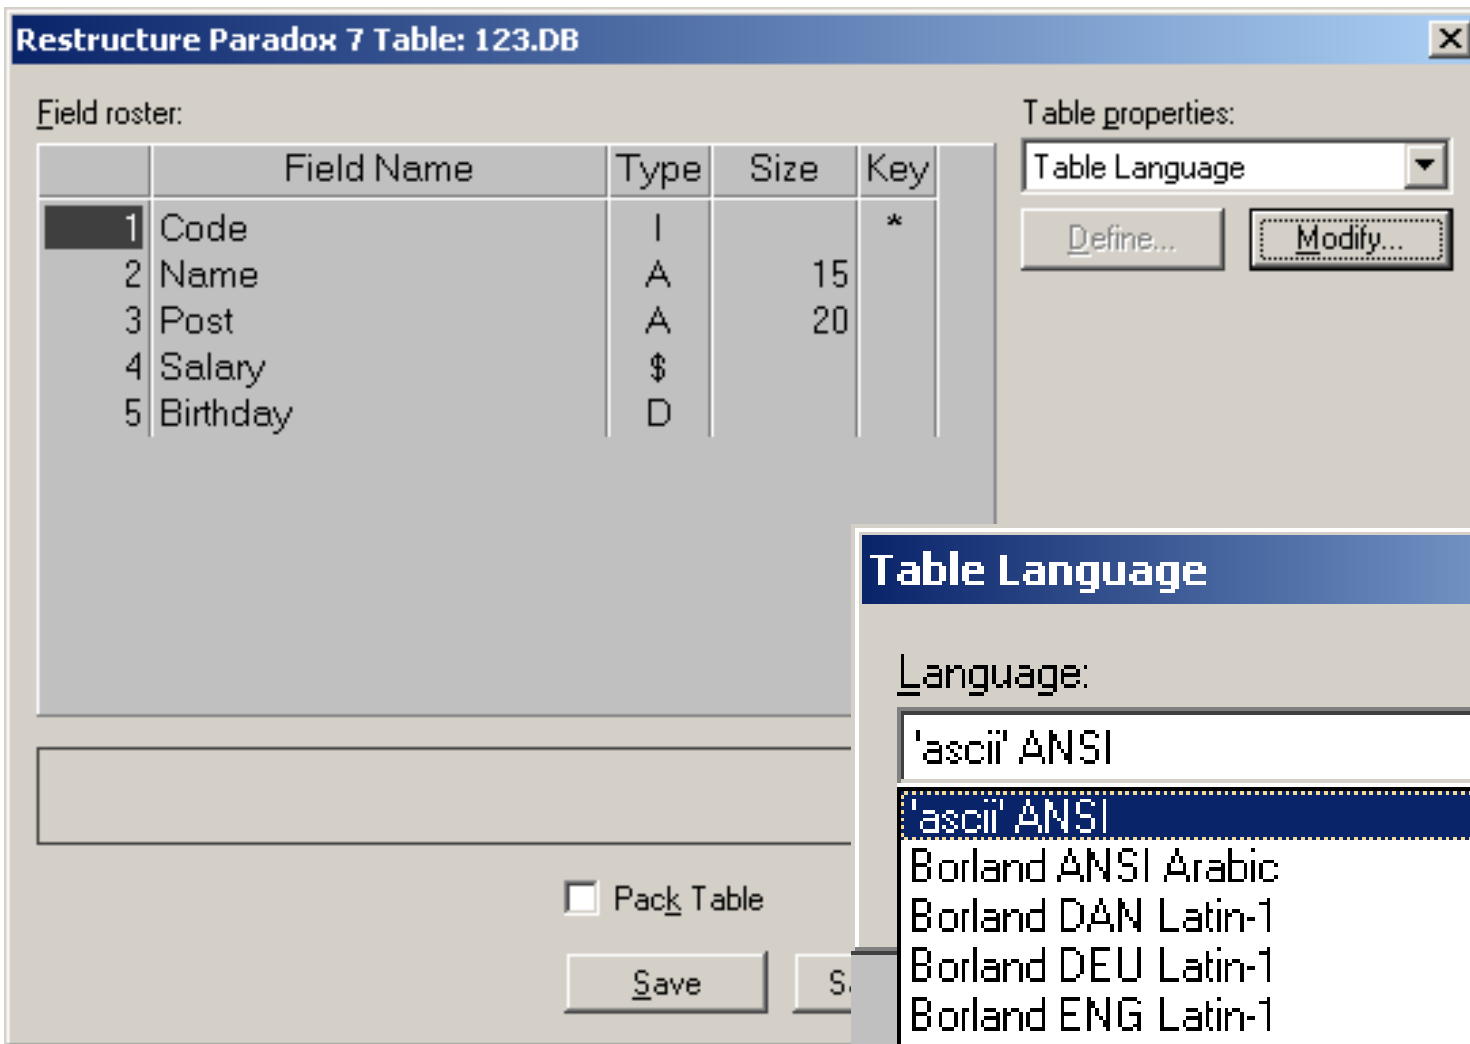 Restructure Paradox 7 Table: 123.DB
Field roster:
Field Name Type Size Key
1 Code I *
2 Name A 15
3 Post A 20
4 Salary $
5 Birthday D
Table properties:
Table Language
Define... Modify...
Pack Table
Save
Table Language
Language:
'ascii' ANSI
'ascii' ANSI
Borland ANSI Arabic
Borland DAN Latin-1
Borland DEU Latin-1
Borland ENG Latin-1